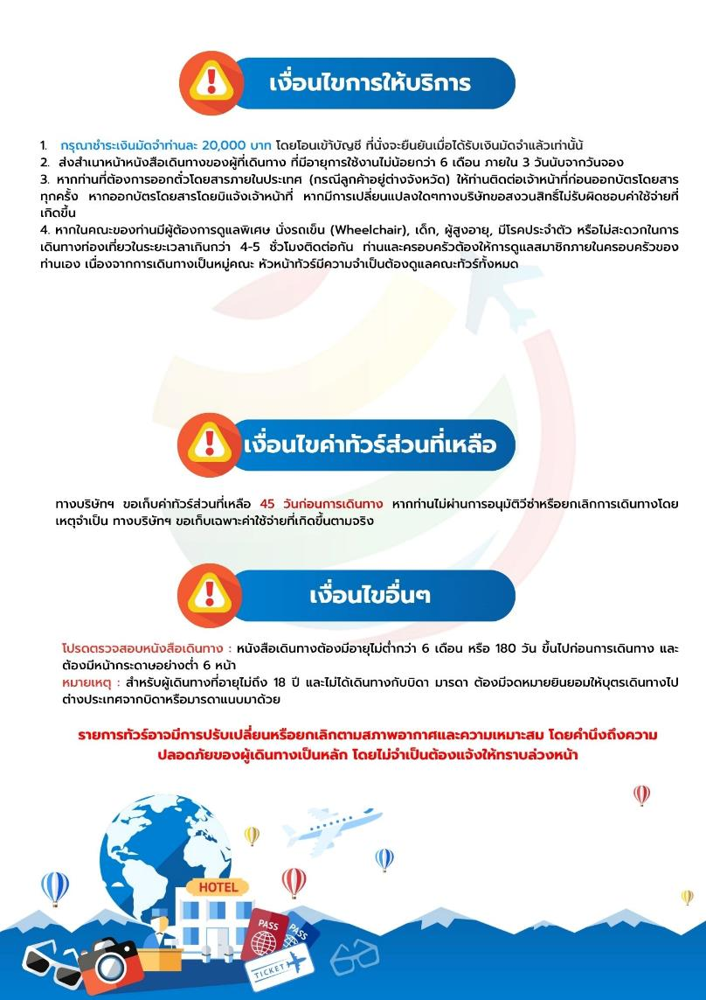 เงื่อนไขการให้บริการ
1. กรุณาชำระเงินมัดจำท่านละ 20,000 บาท โดยโอนเข้าบัญชี ที่นั่งจะยืนยันเมื่อได้รับเงินมัดจำแล้วเท่านั้น
2. ส่งสำเนาหน้าหนังสือเดินทางของผู้ที่เดินทาง ที่มีอายุการใช้งานไม่น้อยกว่า 6 เดือน ภายใน 3 วันนับจากวันจอง
3. หากท่านที่ต้องการออกตั๋วโดยสารภายในประเทศ (กรณีลูกค้าอยู่ต่างจังหวัด) ให้ท่านติดต่อเจ้าหน้าที่ก่อนออกบัตรโดยสาร
ทุกครั้ง หากออกบัตรโดยสารโดยมิแจ้งเจ้าหน้าที่ หากมีการเปลี่ยนแปลงใดๆทางบริษัทขอสงวนสิทธิ์ไม่รับผิดชอบค่าใช้จ่ายที่
เกิดขึ้น
4. หากในคณะของท่านมีผู้ต้องการดูแลพิเศษ นั่งรถเข็น (Wheelchair), เด็ก, ผู้สูงอายุ, มีโรคประจำตัว หรือไม่สะดวกในการ
เดินทางท่องเที่ยวในระยะเวลาเกินกว่า 4-5 ชั่วโมงติดต่อกัน ท่านและครอบครัวต้องให้การดูแลสมาชิกภายในครอบครัวของ
ท่านเอง เนื่องจากการเดินทางเป็นหมู่คณะ หัวหน้าทัวร์มีความจำเป็นต้องดูแลคณะทัวร์ทั้งหมด
เงื่อนไขค่าทัวร์ส่วนที่เหลือ
ทางบริษัทฯ ขอเก็บค่าทัวร์ส่วนที่เหลือ 45 วันก่อนการเดินทาง หากท่านไม่ผ่านการอนุมัติวีซ่าหรือยกเลิกการเดินทางโดย
เหตุจำเป็น ทางบริษัทฯ ขอเก็บเฉพาะค่าใช้จ่ายที่เกิดขึ้นตามจริง
เงื่อนไขอื่นๆ
โปรดตรวจสอบหนังสือเดินทาง : หนังสือเดินทางต้องมีอายุไม่ต่ำกว่า 6 เดือน หรือ 180 วัน ขึ้นไปก่อนการเดินทาง และ
ต้องมีหน้ากระดาษอย่างต่ำ 6 หน้า
หมายเหตุ : สำหรับผู้เดินทางที่อายุไม่ถึง 18 ปี และไม่ได้เดินทางกับบิดา มารดา ต้องมีจดหมายยินยอมให้บุตรเดินทางไป
ต่างประเทศจากบิดาหรือมารดาแนบมาด้วย
รายการทัวร์อาจมีการปรับเปลี่ยนหรือยกเลิกตามสภาพอากาศและความเหมาะสม โดยคำนึงถึงความ
ปลอดภัยของผู้เดินทางเป็นหลัก โดยไม่จำเป็นต้องแจ้งให้ทราบล่วงหน้า
HOTEL
PASS
PASS
TICKET